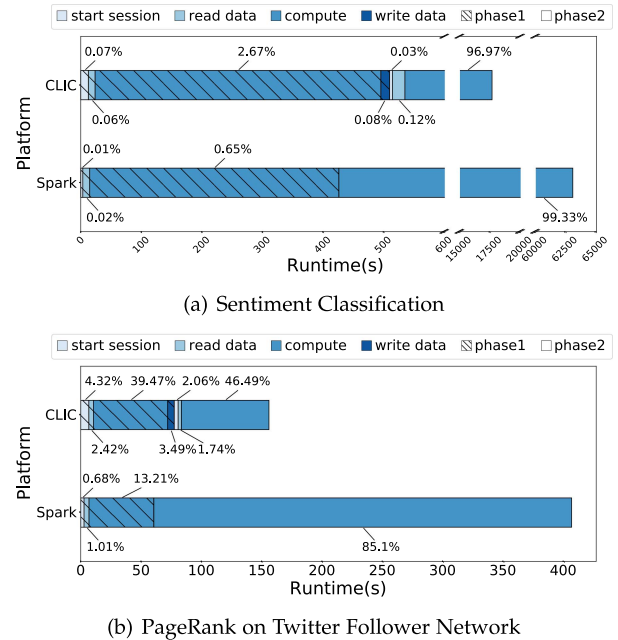 start session read data compute write data phase1 phase2
0.07% 2.67% 0.03% 96.97%
CLIC
0.06% 0.08% 0.12%
0.01% 0.65%
Spark
0.02% 99.33%
Platform
0 100 200 300 400 500 600 15000 17500 20000 60000 62500 65000
Runtime(s)
(a) Sentiment Classification
start session read data compute write data phase1 phase2
4.32% 39.47% 2.06% 46.49%
CLIC
2.42% 3.49% 1.74%
0.68% 13.21%
Spark
1.01% 85.1%
Platform
0 50 100 150 200 250 300 350 400
Runtime(s)
(b) PageRank on Twitter Follower Network